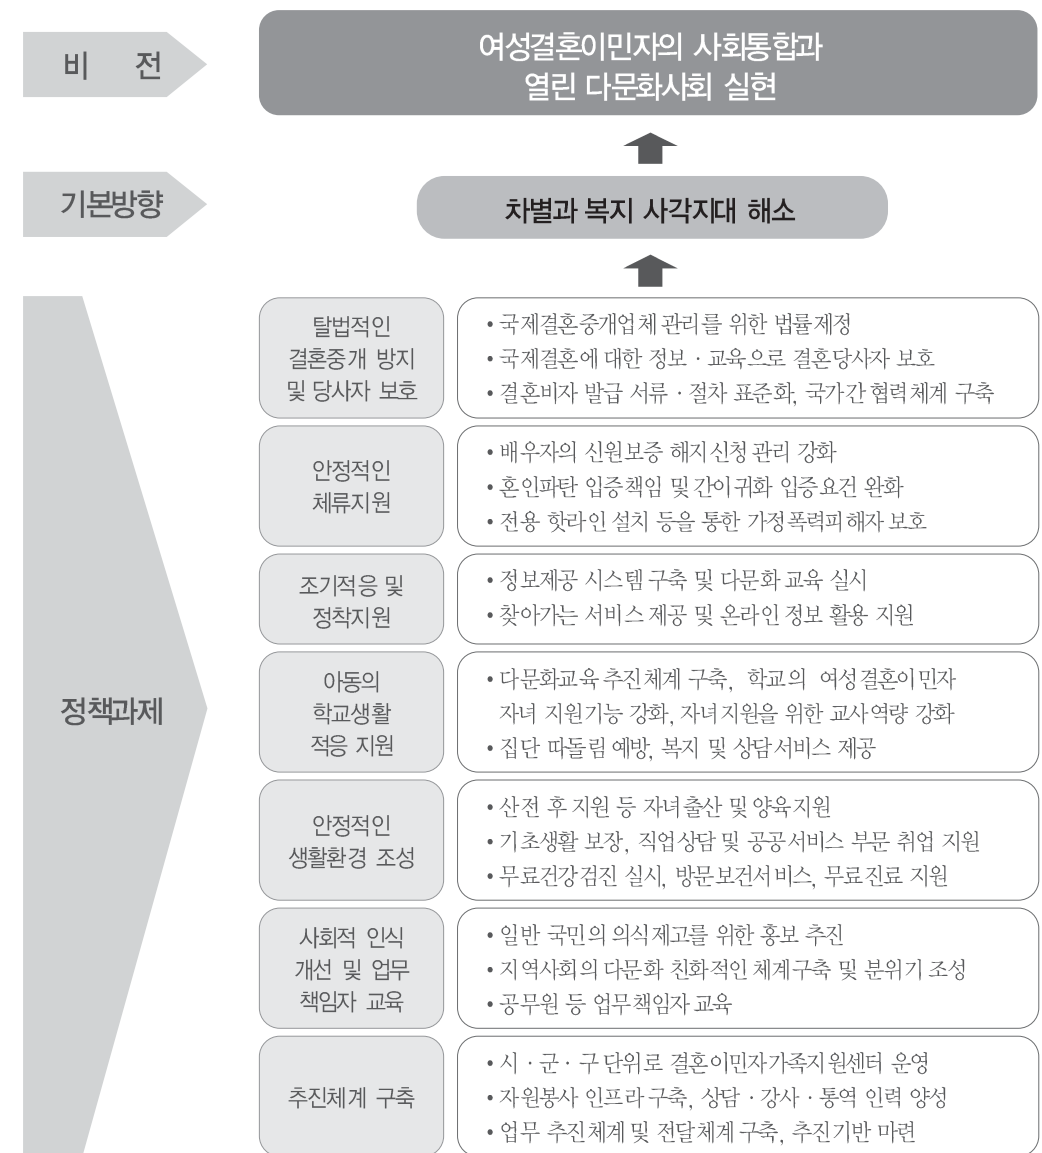 비 전
여성결혼이민자의 사회통합과
열린 다문화사회 실현
기본방향
차별과 복지 사각지대 해소
정책과제
탈법적인
결혼중개 방지
및 당사자 보호
• 국제결혼중개업체 관리를 위한 법률제정
• 국제결혼에 대한 정보 · 교육으로 결혼당사자 보호
• 결혼비자 발급 서류 · 절차 표준화, 국가간 협력체계 구축
안정적인
체류지원
• 배우자의 신원보증 해지신청 관리 강화
• 혼인파탄 입증책임 및 간이귀화 입증요건 완화
• 전용 핫라인 설치 등을 통한 가정폭력피해자 보호
조기적응 및
정착지원
• 정보제공 시스템 구축 및 다문화 교육 실시
• 찾아가는 서비스 제공 및 온라인 정보 활용 지원
아동의
학교생활
적응 지원
• 다문화교육 추진체계 구축, 학교의 여성결혼이민자
자녀 지원기능 강화, 자녀지원을 위한 교사역량 강화
• 집단 따돌림 예방, 복지 및 상담서비스 제공
안정적인
생활환경 조성
• 산전 후 지원 등 자녀출산 및 양육지원
• 기초생활 보장, 직업상담 및 공공서비스 부문 취업 지원
• 무료건강검진 실시, 방문보건서비스, 무료진료 지원
사회적 인식
개선 및 업무
책임자 교육
• 일반 국민의 의식제고를 위한 홍보 추진
• 지역사회의 다문화 친화적인 체계구축 및 분위기 조성
• 공무원 등 업무책임자 교육
추진체계 구축
• 시 · 군 · 구 단위로 결혼이민자가족지원센터 운영
• 자원봉사 인프라 구축, 상담 · 강사 · 통역 인력 양성
• 업무 추진체계 및 전달체계 구축, 추진기반 마련